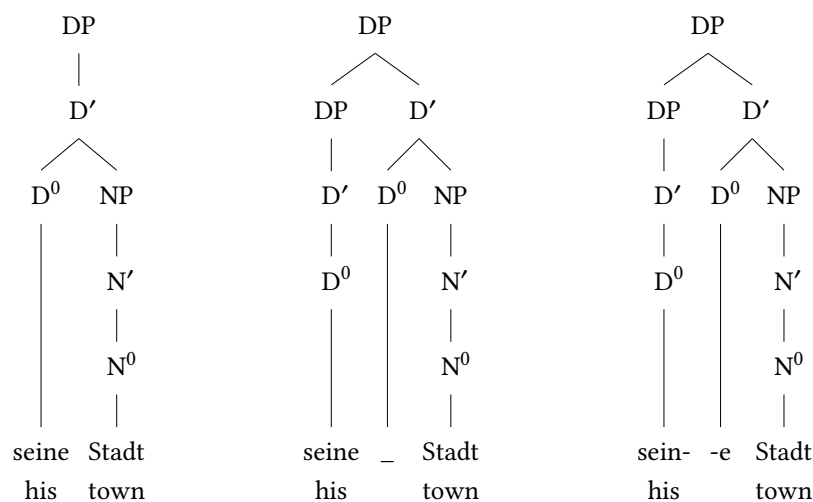 DP DP DP
D′ DP D′ DP D′
D⁰ NP D′ D⁰ NP D′ D⁰ NP
N′ D⁰ N′ D⁰ N′
N⁰ N⁰ N⁰
seine Stadt seine _ Stadt sein- -e Stadt
his town his town his town